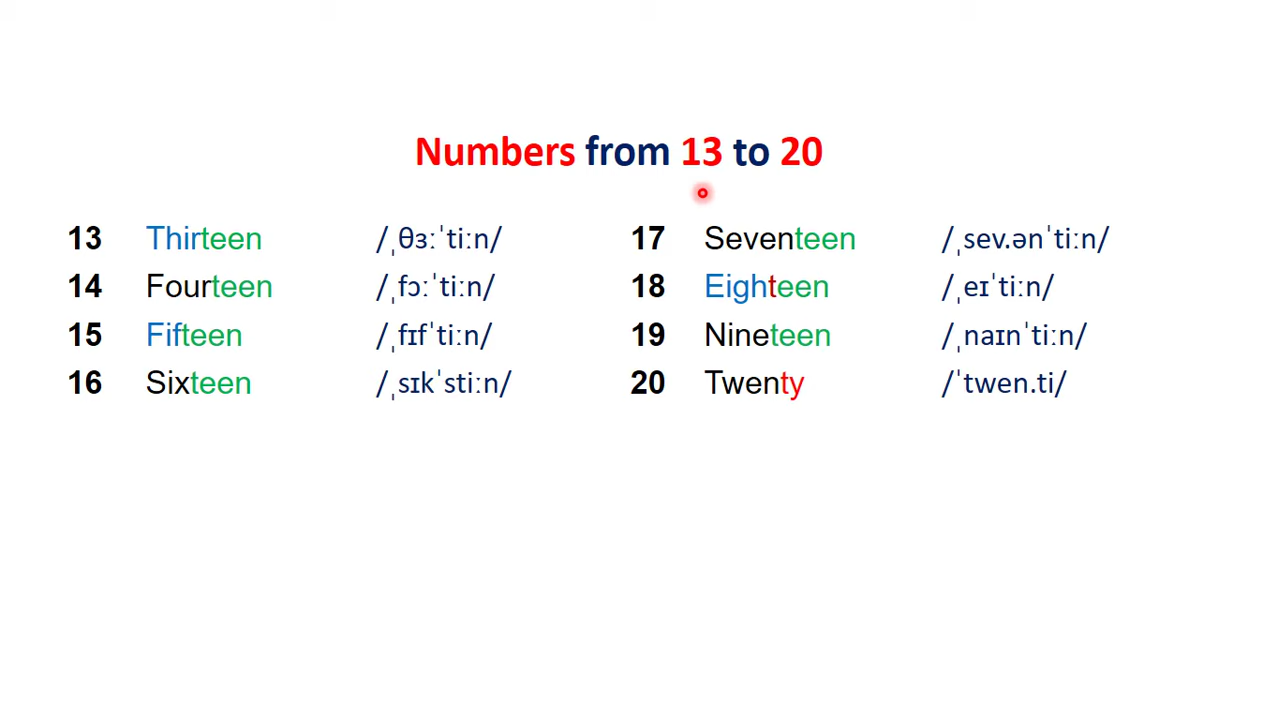 Numbers from 13 to 20
13 Thirteen /ˌθɜːˈtiːn/ 17 Seventeen /ˌsev.ənˈtiːn/
14 Fourteen /ˌfɔːˈtiːn/ 18 Eighteen /ˌeɪˈtiːn/
15 Fifteen /ˌfɪfˈtiːn/ 19 Nineteen /ˌnaɪnˈtiːn/
16 Sixteen /ˌsɪkˈstiːn/ 20 Twenty /ˈtwen.ti/